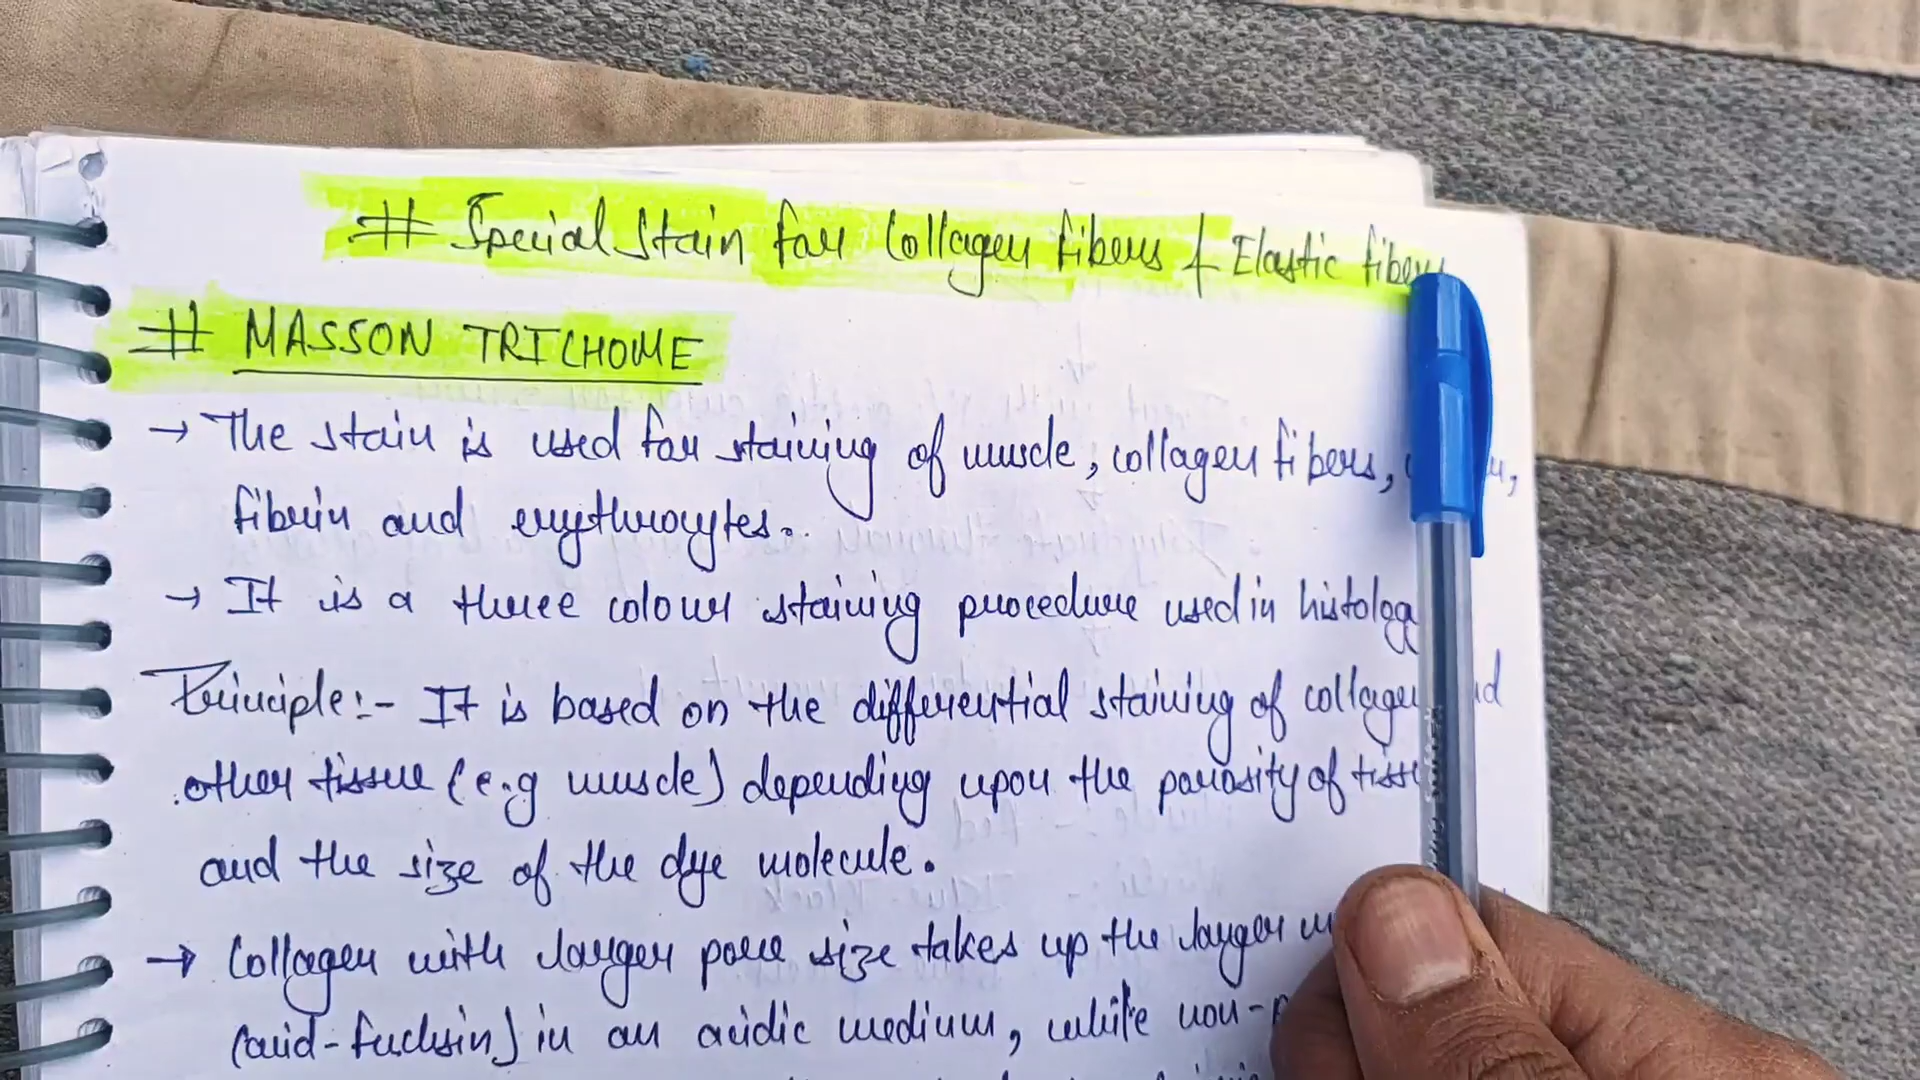 # Special Stain for Collagen fibers & Elastic fibers
# MASSON TRICHOME
→ The stain is used for staining of muscle, collagen fibers,
fibrin and erythrocytes.
→ It is a three colour staining procedure used in histolog
Principle:- It is based on the differential staining of collagen
other tissue (e.g muscle) depending upon the porosity of tiss
and the size of the dye molecule.
→ Collagen with larger pore size takes up the larger
(acid-fuchsin) in an acidic medium, while non-